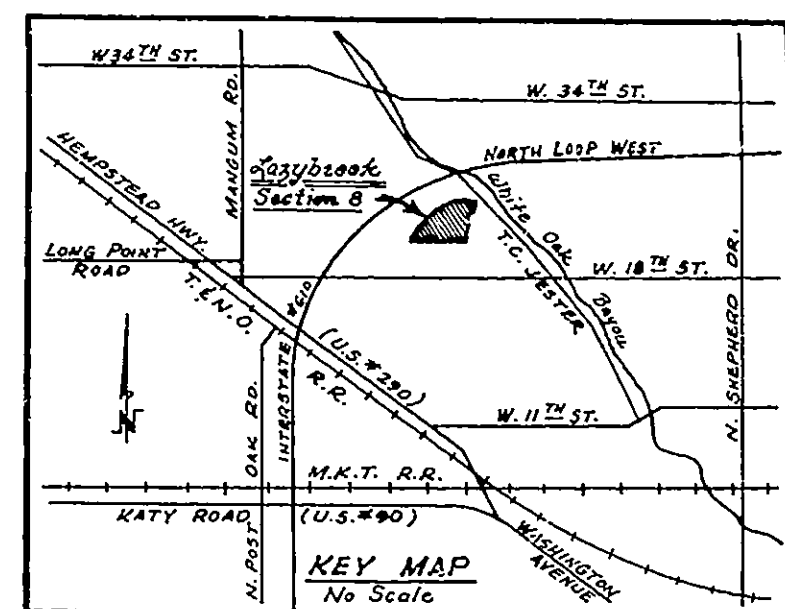 W 34TH ST.
MANGUM RD.
W. 34TH ST.
NORTH LOOP WEST
HEMPSTEAD HWY.
Lazybrook
Section 8
White Oak Bayou
T.C. JESTER
N. SHEPHERD DR.
LONG POINT
ROAD
T. & N.O.
R.R.
W. 18TH ST.
INTERSTATE #610
(U.S. #290)
N
N. POST OAK RD.
W. 11TH ST.
M.K.T. R.R.
KATY ROAD (U.S. #90)
WASHINGTON
AVENUE
KEY MAP
No Scale